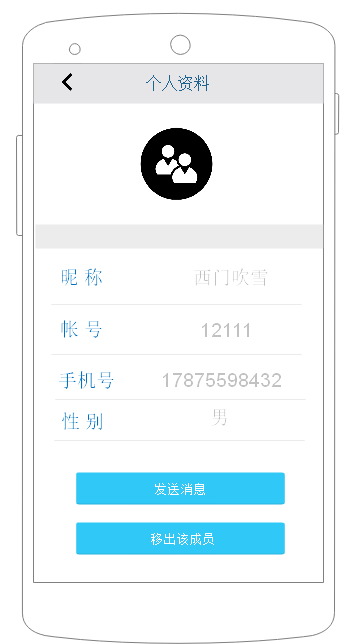 个人资料
昵 称 西门吹雪
帐 号 12111
手机号 17875598432
性 别 男
发送消息
移出该成员